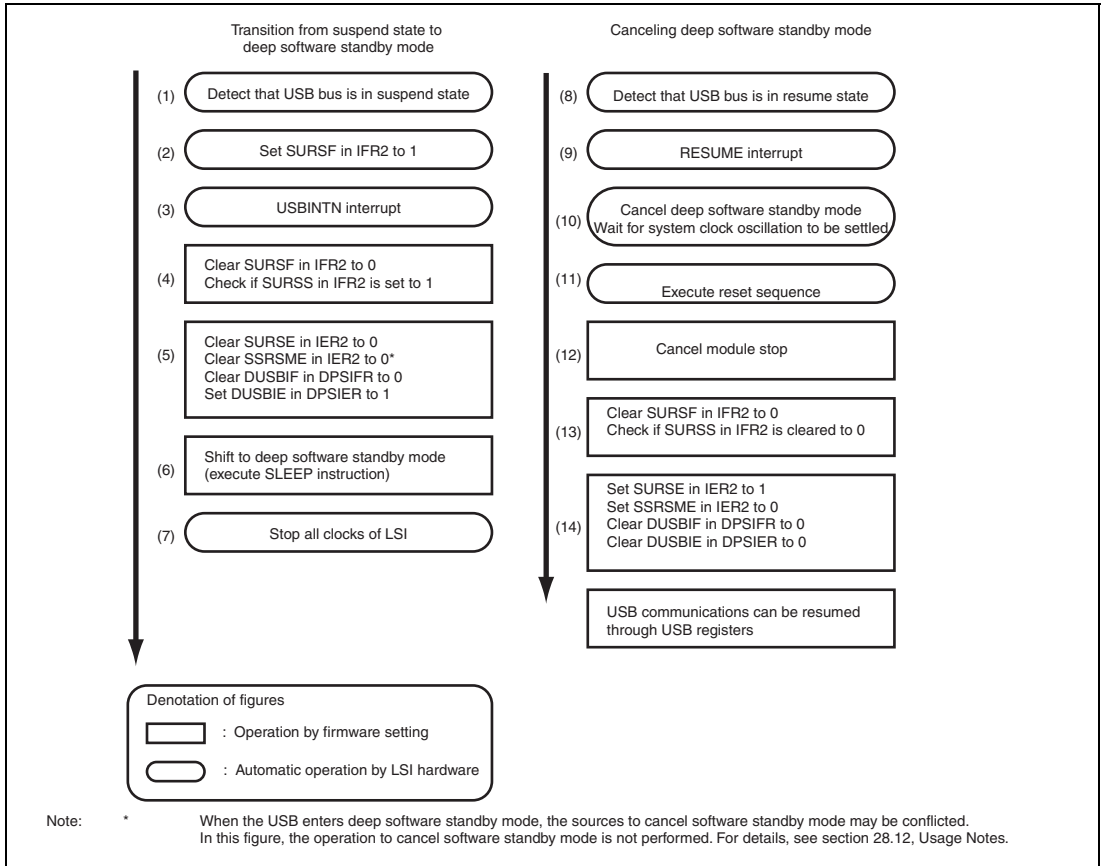 Transition from suspend state to
deep software standby mode
(1) Detect that USB bus is in suspend state
(2) Set SURSF in IFR2 to 1
(3) USBINTN interrupt
(4) Clear SURSF in IFR2 to 0
Check if SURSS in IFR2 is set to 1
(5) Clear SURSE in IER2 to 0
Clear SSRSME in IER2 to 0*
Clear DUSBIF in DPSIFR to 0
Set DUSBIE in DPSIER to 1
(6) Shift to deep software standby mode
(execute SLEEP instruction)
(7) Stop all clocks of LSI
Canceling deep software standby mode
(8) Detect that USB bus is in resume state
(9) RESUME interrupt
(10) Cancel deep software standby mode
Wait for system clock oscillation to be settled
(11) Execute reset sequence
(12) Cancel module stop
(13) Clear SURSF in IFR2 to 0
Check if SURSS in IFR2 is cleared to 0
(14) Set SURSE in IER2 to 1
Set SSRSME in IER2 to 0
Clear DUSBIF in DPSIFR to 0
Clear DUSBIE in DPSIER to 0
USB communications can be resumed
through USB registers
Denotation of figures
: Operation by firmware setting
: Automatic operation by LSI hardware
Note: * When the USB enters deep software standby mode, the sources to cancel software standby mode may be conflicted.
In this figure, the operation to cancel software standby mode is not performed. For details, see section 28.12, Usage Notes.